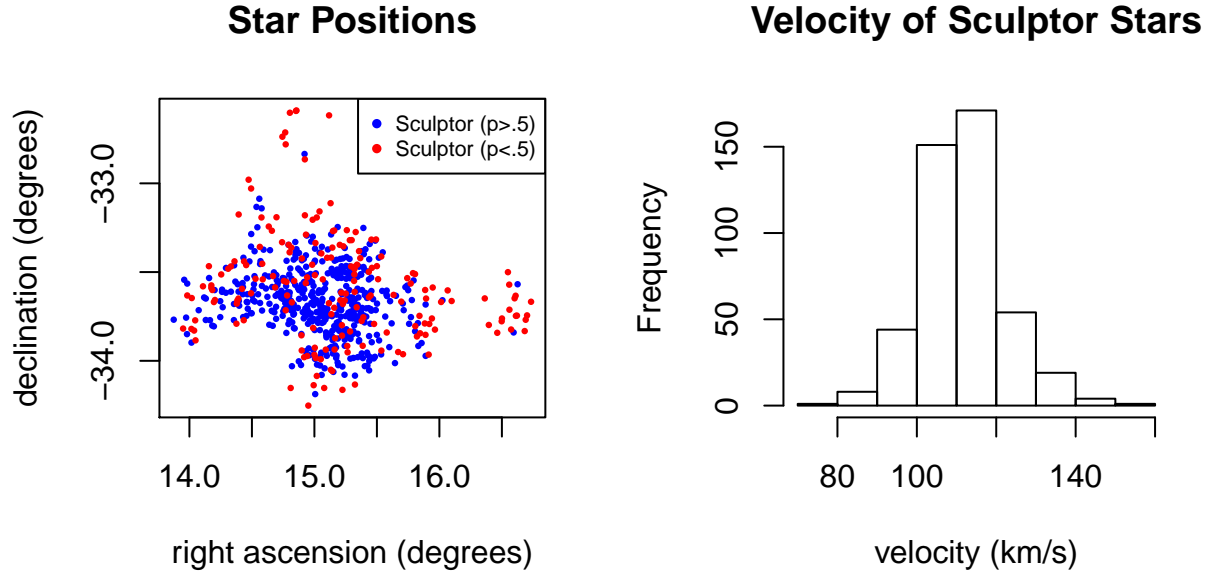 Star Positions
declination (degrees)
−33.0
−34.0
Sculptor (p>.5)
Sculptor (p<.5)
14.0 15.0 16.0
right ascension (degrees)
Velocity of Sculptor Stars
Frequency
150
100
50
0
80 100 140
velocity (km/s)